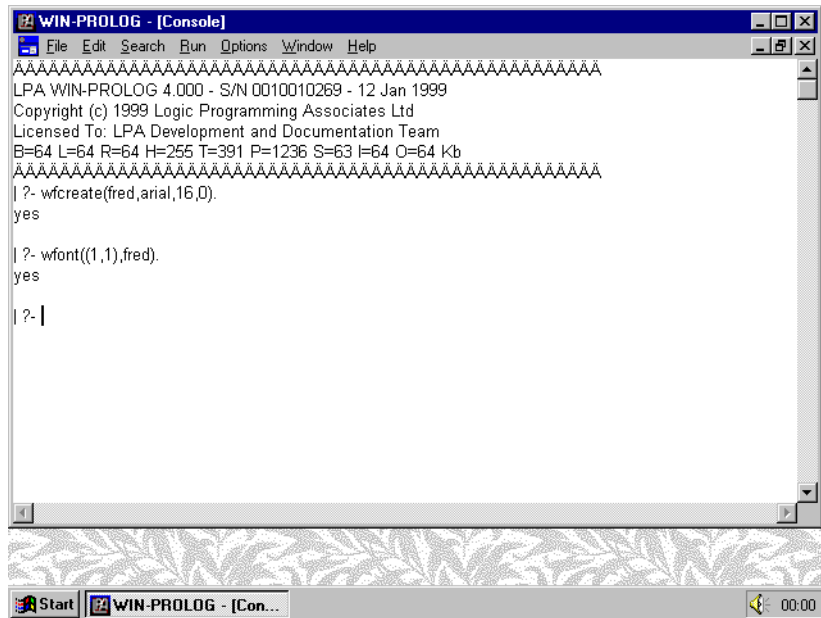 WIN-PROLOG - [Console]
File Edit Search Run Options Window Help
ÄÄÄÄÄÄÄÄÄÄÄÄÄÄÄÄÄÄÄÄÄÄÄÄÄÄÄÄÄÄÄÄÄÄÄÄÄÄÄÄÄÄÄÄÄÄÄÄÄÄ
LPA WIN-PROLOG 4.000 - S/N 0010010269 - 12 Jan 1999
Copyright (c) 1999 Logic Programming Associates Ltd
Licensed To: LPA Development and Documentation Team
B=64 L=64 R=64 H=255 T=391 P=1236 S=63 I=64 O=64 Kb
ÄÄÄÄÄÄÄÄÄÄÄÄÄÄÄÄÄÄÄÄÄÄÄÄÄÄÄÄÄÄÄÄÄÄÄÄÄÄÄÄÄÄÄÄÄÄÄÄÄÄ
| ?- wfcreate(fred,arial,16,0).
yes
| ?- wfont((1,1),fred).
yes
| ?-
Start WIN-PROLOG - [Con... 00:00